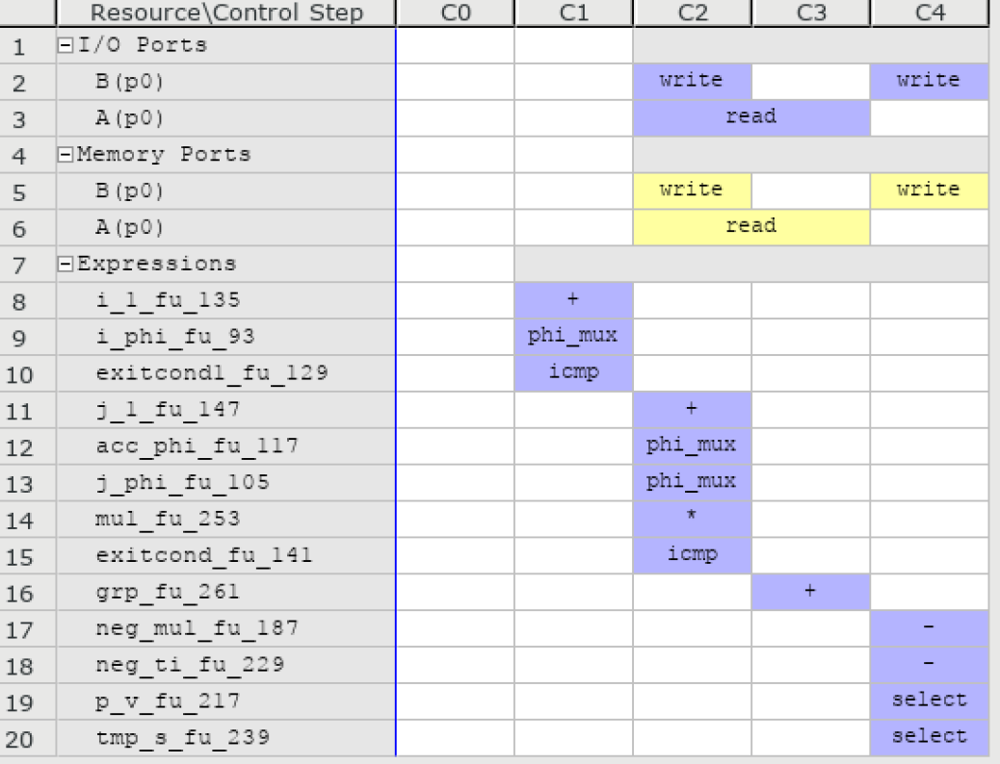 Resource\Control Step C0 C1 C2 C3 C4
1 I/O Ports
2 B(p0) write write
3 A(p0) read
4 Memory Ports
5 B(p0) write write
6 A(p0) read
7 Expressions
8 i_1_fu_135 +
9 i_phi_fu_93 phi_mux
10 exitcond1_fu_129 icmp
11 j_1_fu_147 +
12 acc_phi_fu_117 phi_mux
13 j_phi_fu_105 phi_mux
14 mul_fu_253 *
15 exitcond_fu_141 icmp
16 grp_fu_261 +
17 neg_mul_fu_187 -
18 neg_ti_fu_229 -
19 p_v_fu_217 select
20 tmp_s_fu_239 select